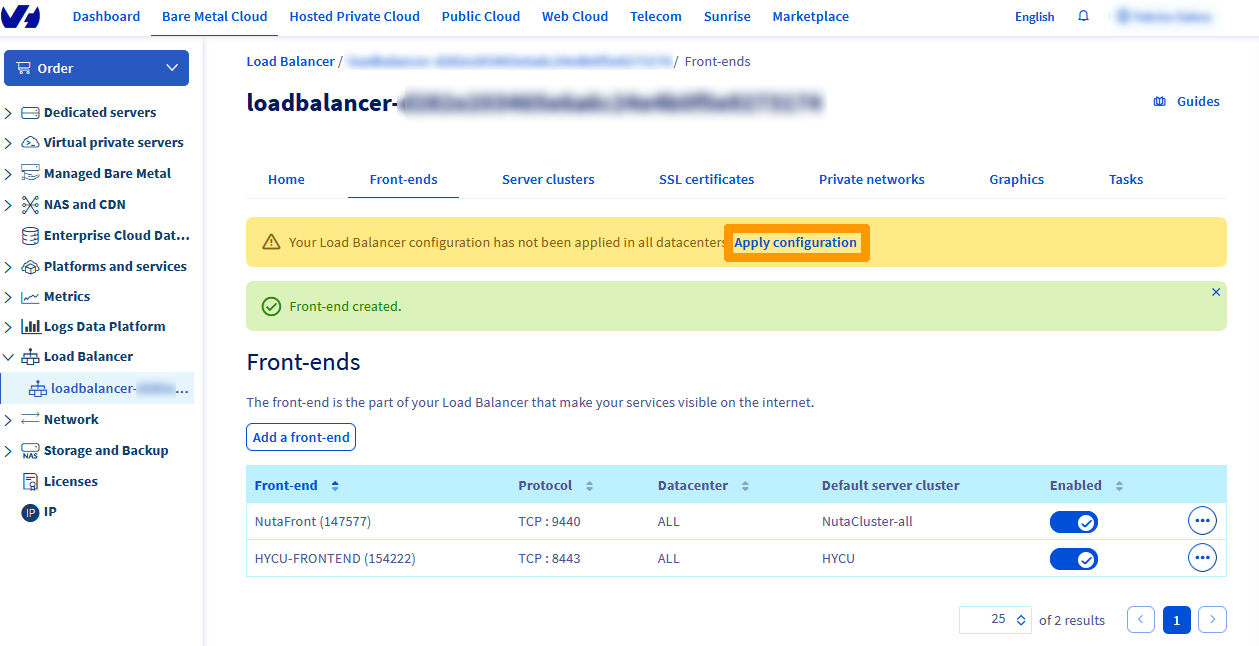 Dashboard Bare Metal Cloud Hosted Private Cloud Public Cloud Web Cloud Telecom Sunrise Marketplace English
Order
Dedicated servers
Virtual private servers
Managed Bare Metal
NAS and CDN
Enterprise Cloud Dat...
Platforms and services
Metrics
Logs Data Platform
Load Balancer
loadbalancer- ...
Network
NAS
Storage and Backup
Licenses
IP IP
Load Balancer / / Front-ends
loadbalancer-
Guides
Home Front-ends Server clusters SSL certificates Private networks Graphics Tasks
Your Load Balancer configuration has not been applied in all datacenters Apply configuration
Front-end created.
Front-ends
The front-end is the part of your Load Balancer that make your services visible on the internet.
Add a front-end
Front-end Protocol Datacenter Default server cluster Enabled
NutaFront (147577) TCP : 9440 ALL NutaCluster-all
HYCU-FRONTEND (154222) TCP : 8443 ALL HYCU
25 of 2 results 1